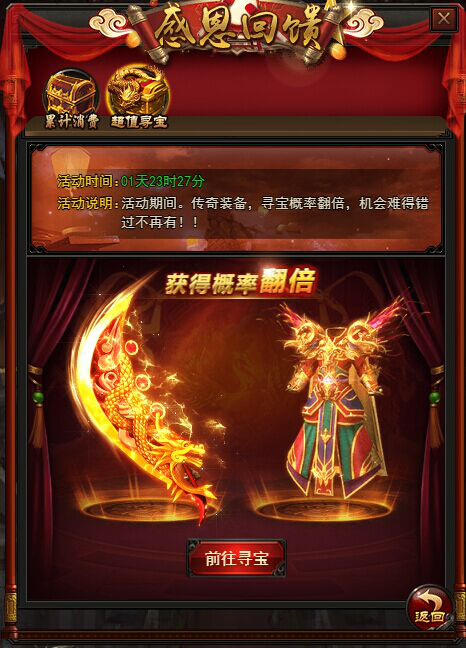 感恩回馈
累计消费
超值寻宝
活动时间:01天23时27分
活动说明:活动期间。传奇装备，寻宝概率翻倍，机会难得错
过不再有！！
获得概率翻倍
前往寻宝
返回